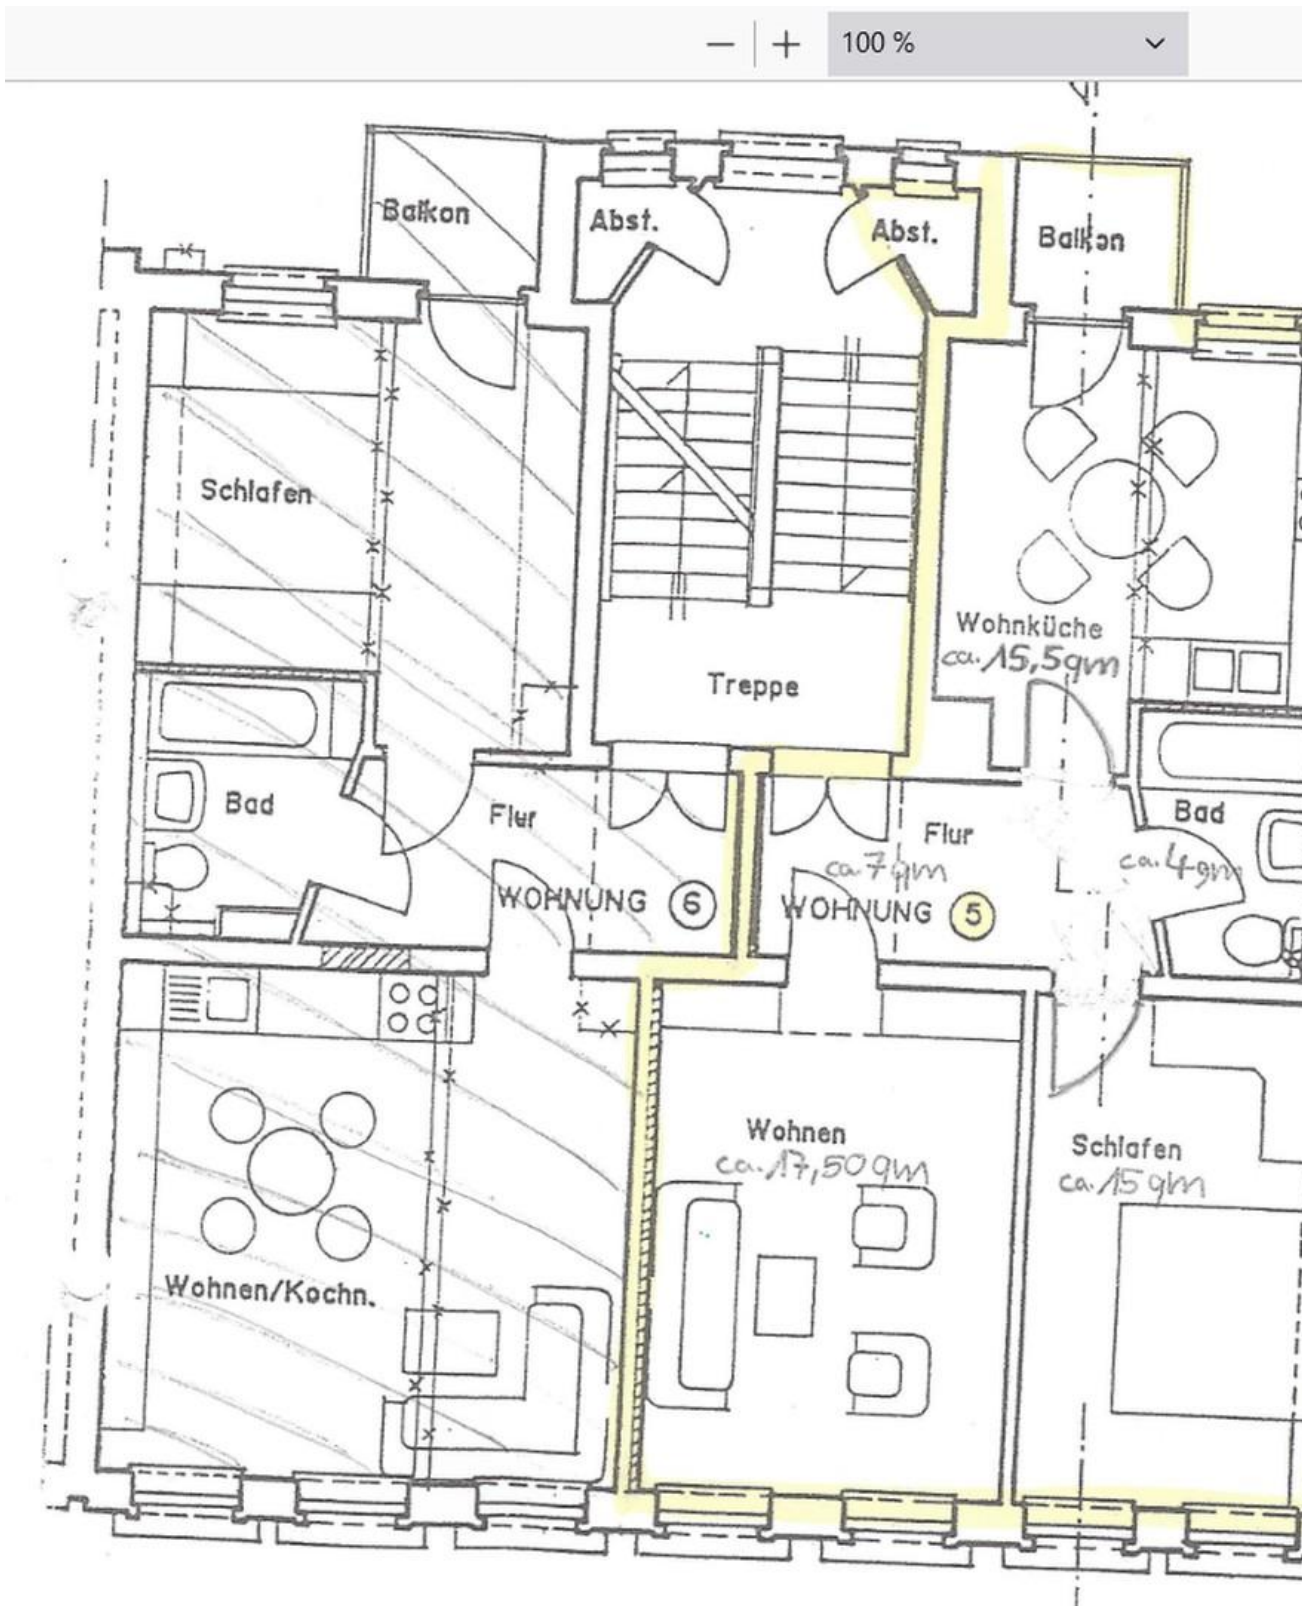 100 %
Balkon
Abst.
Abst.
Balkon
Schlafen
Wohnküche
ca. 15,5qm
Treppe
Bad
Flur
Flur
ca. 7qm
Bad
ca. 4qm
WOHNUNG 6
WOHNUNG 5
Wohnen
ca. 17,50qm
Schlafen
ca. 15qm
Wohnen/Kochn.